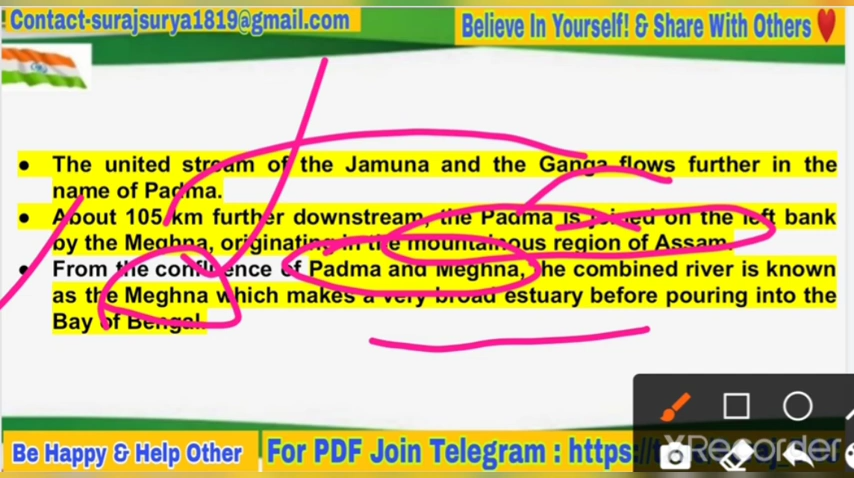 ! Contact-surajsurya1819@gmail.com
Believe In Yourself! & Share With Others
• The united stream of the Jamuna and the Ganga flows further in the
name of Padma.
• About 105 km further downstream, the Padma is joined on the left bank
by the Meghna, originating in the mountainous region of Assam.
• From the confluence of Padma and Meghna, the combined river is known
as the Meghna which makes a very broad estuary before pouring into the
Bay of Bengal.
Be Happy & Help Other
For PDF Join Telegram : https:
XRecorder